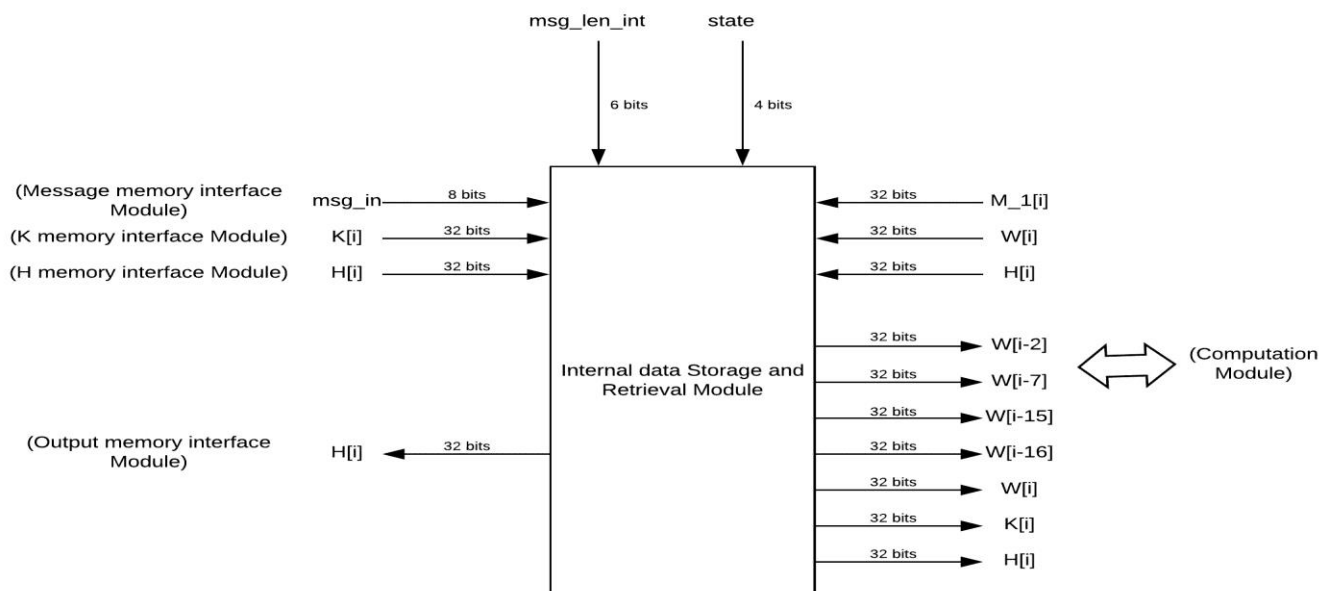 msg_len_int state
6 bits 4 bits
(Message memory interface
Module)
msg_in 8 bits
(K memory interface Module) K[i] 32 bits
(H memory interface Module) H[i] 32 bits
32 bits M_1[i]
32 bits W[i]
32 bits H[i]
Internal data Storage and
Retrieval Module
(Output memory interface
Module)
H[i] 32 bits
32 bits W[i-2]
32 bits W[i-7]
32 bits W[i-15]
32 bits W[i-16]
32 bits W[i]
32 bits K[i]
32 bits H[i]
(Computation
Module)